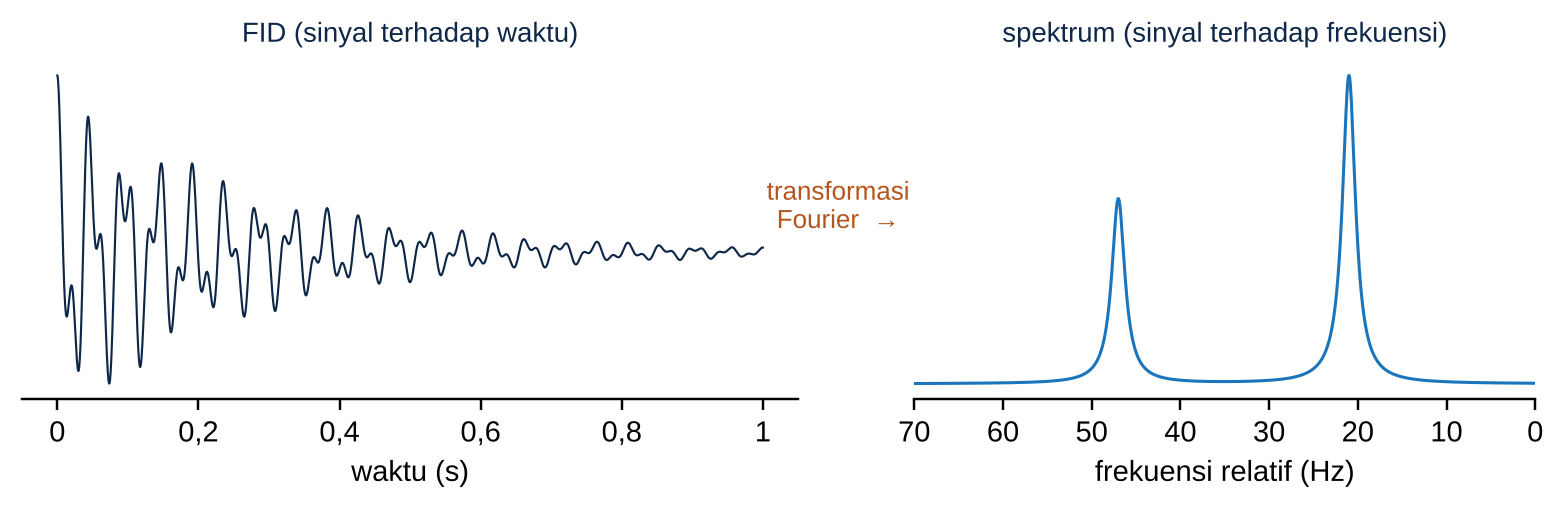 FID (sinyal terhadap waktu)
0 0,2 0,4 0,6 0,8 1
waktu (s)
transformasi
Fourier →
spektrum (sinyal terhadap frekuensi)
70 60 50 40 30 20 10 0
frekuensi relatif (Hz)